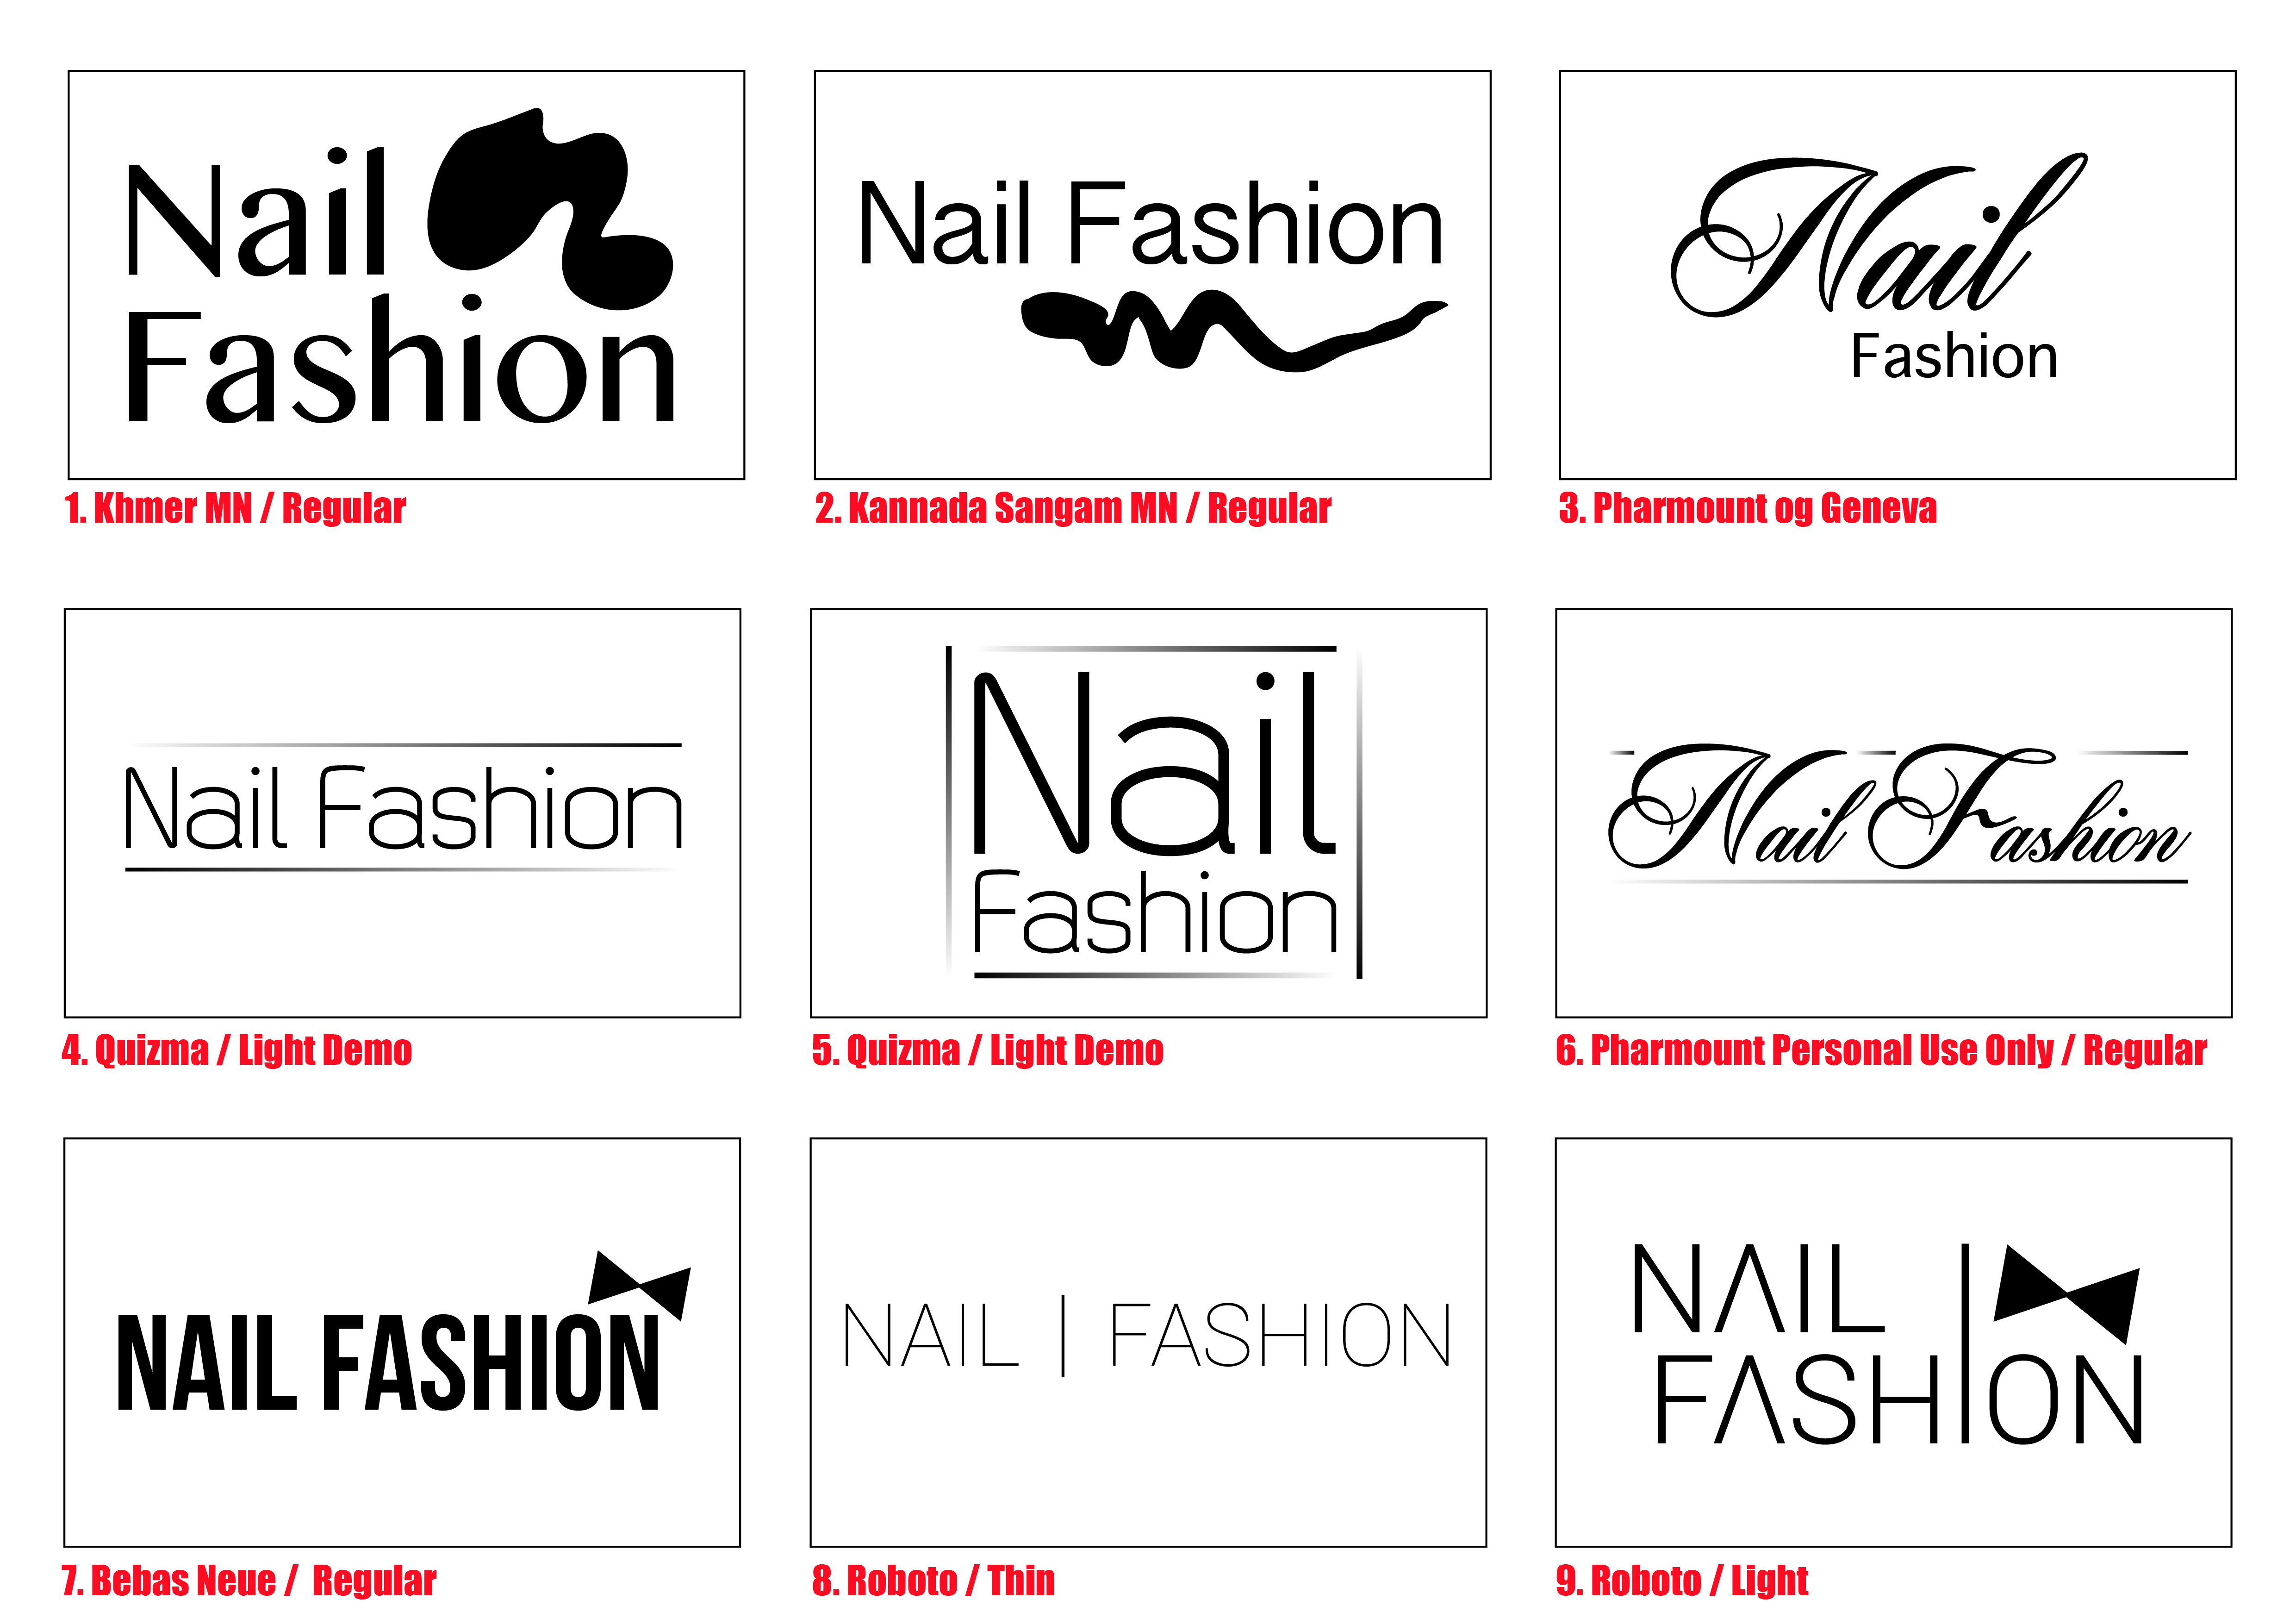 Nail
Fashion
1. Khmer MN / Regular
Nail Fashion
2. Kannada Sangam MN / Regular
Nail
Fashion
3. Pharmount og Geneva
Nail Fashion
4. Quizma / Light Demo
Nail
Fashion
5. Quizma / Light Demo
Nail Fashion
6. Pharmount Personal Use Only / Regular
NAIL FASHION
7. Bebas Neue / Regular
NAIL | FASHION
8. Roboto / Thin
NAIL
FASHION
9. Roboto / Light